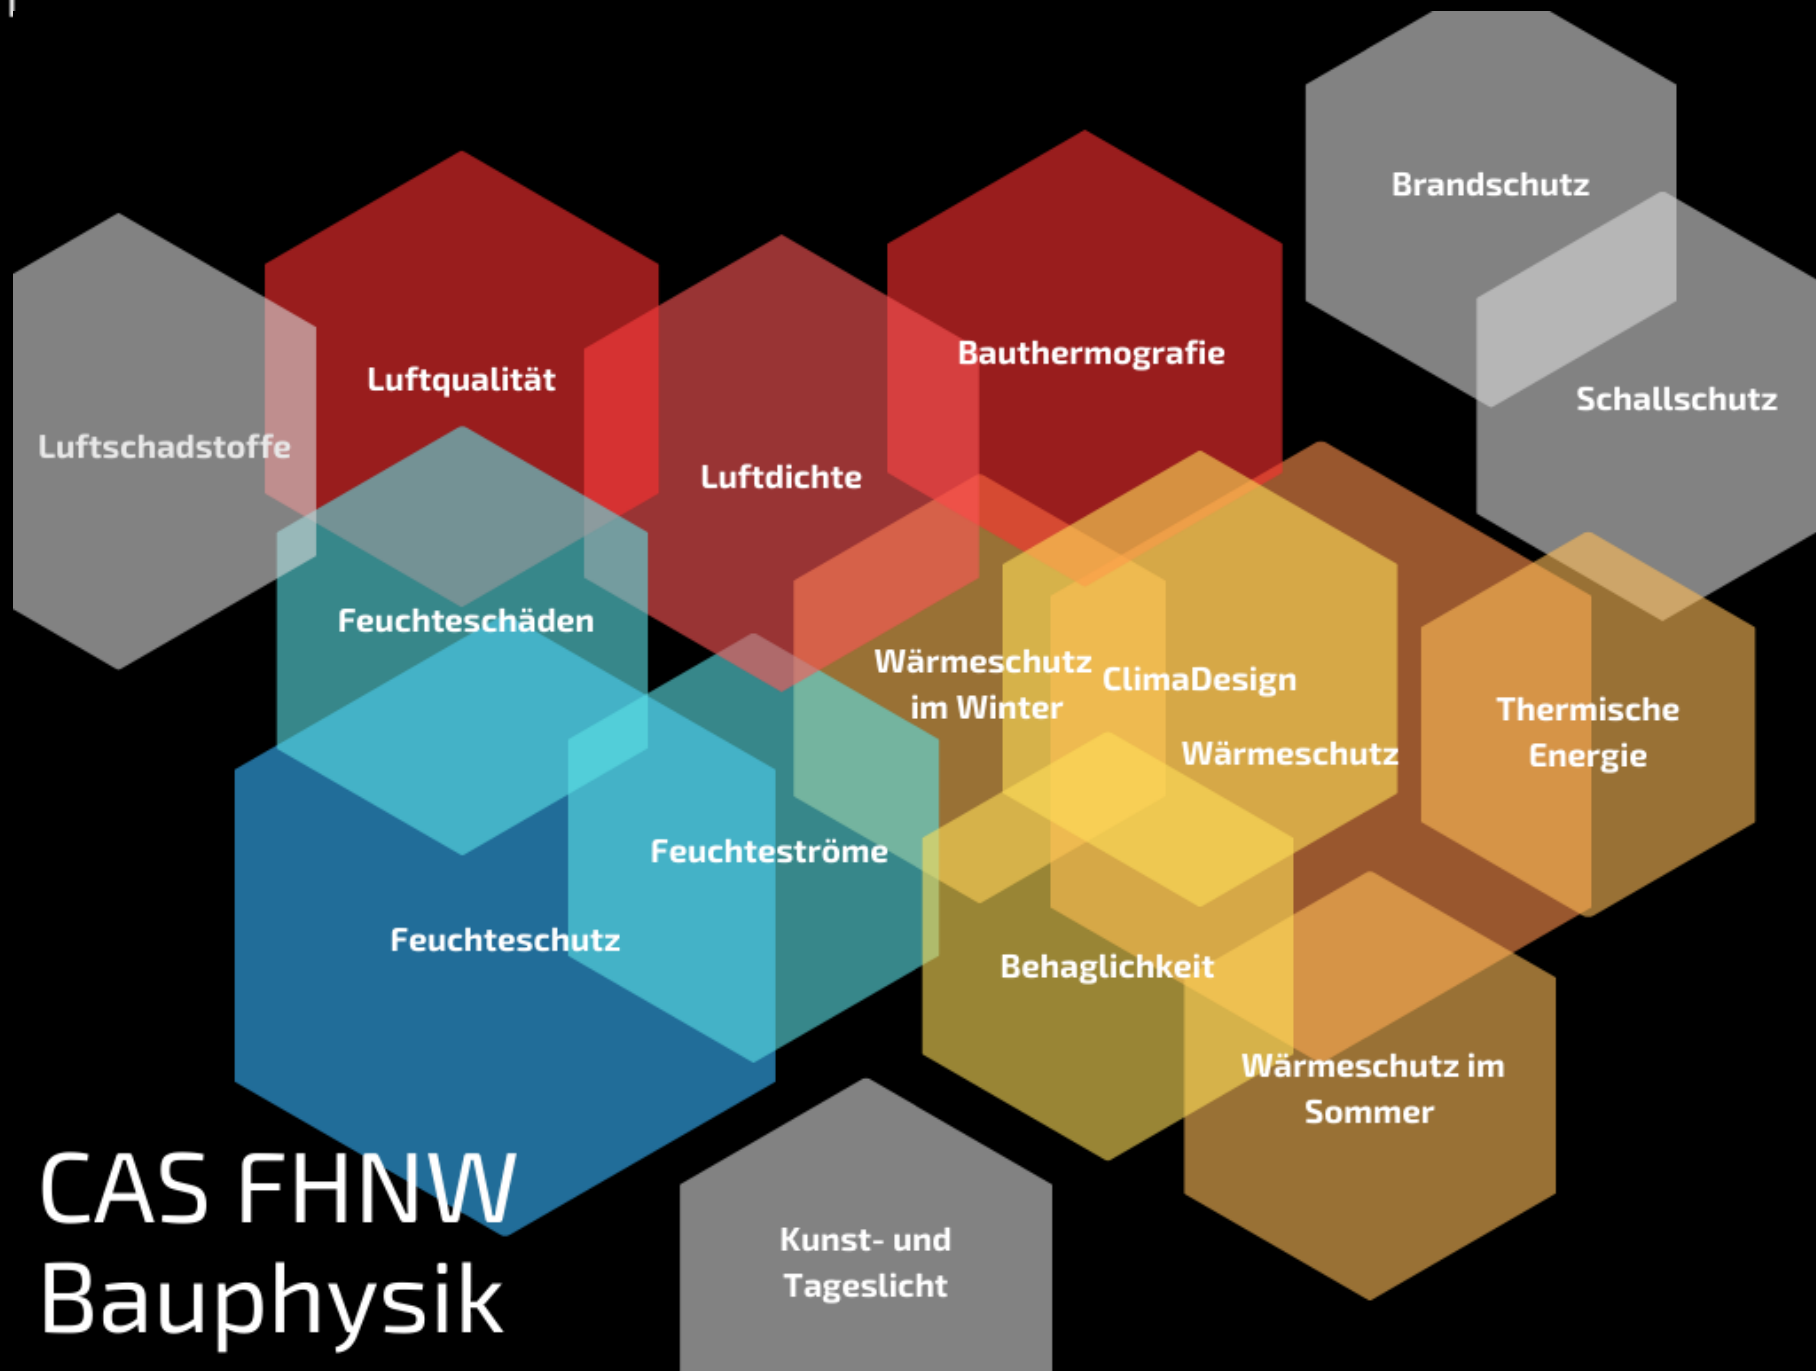 Brandschutz
Bauthermografie
Luftqualität
Schallschutz
Luftschadstoffe
Luftdichte
Feuchteschäden
Wärmeschutz
im Winter
ClimaDesign
Wärmeschutz
Thermische
Energie
Feuchteströme
Feuchteschutz
Behaglichkeit
Wärmeschutz im
Sommer
CAS FHNW
Bauphysik
Kunst- und
Tageslicht